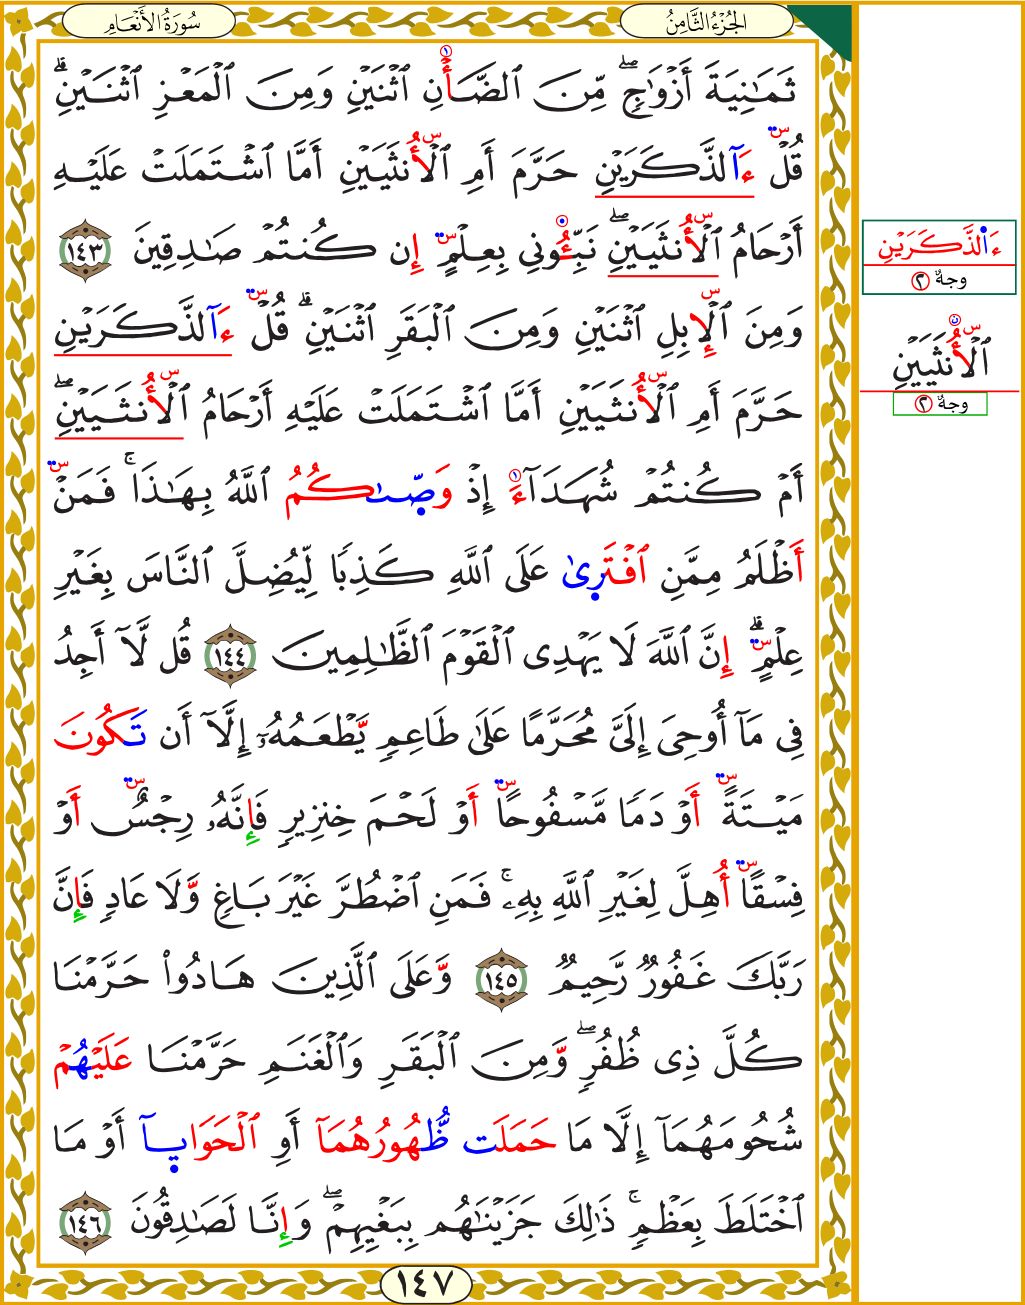 الجُزْءُ الثَّامِنُ
سُورَةُ الأَنْعَامِ
ثَمَٰنِيَةَ أَزْوَٰجٖۖ مِّنَ ٱلضَّأْنِ ٱثْنَيْنِ وَمِنَ ٱلْمَعْزِ ٱثْنَيْنِۗ
قُلْ ءَآلذَّكَرَيْنِ حَرَّمَ أَمِ ٱلْأُنثَيَيْنِ أَمَّا ٱشْتَمَلَتْ عَلَيْهِ
أَرْحَامُ ٱلْأُنثَيَيْنِۖ نَبِّـُٔونِي بِعِلْمٍ إِن كُنتُمْ صَٰدِقِينَ ١٤٣
وَمِنَ ٱلْإِبِلِ ٱثْنَيْنِ وَمِنَ ٱلْبَقَرِ ٱثْنَيْنِۗ قُلْ ءَآلذَّكَرَيْنِ
حَرَّمَ أَمِ ٱلْأُنثَيَيْنِ أَمَّا ٱشْتَمَلَتْ عَلَيْهِ أَرْحَامُ ٱلْأُنثَيَيْنِۖ
أَمْ كُنتُمْ شُهَدَآءَ إِذْ وَصَّىٰكُمُ ٱللَّهُ بِهَٰذَاۚ فَمَنْ
أَظْلَمُ مِمَّنِ ٱفْتَرَىٰ عَلَى ٱللَّهِ كَذِبٗا لِّيُضِلَّ ٱلنَّاسَ بِغَيْرِ
عِلْمٍۗ إِنَّ ٱللَّهَ لَا يَهْدِى ٱلْقَوْمَ ٱلظَّٰلِمِينَ ١٤٤ قُل لَّآ أَجِدُ
فِى مَآ أُوحِىَ إِلَىَّ مُحَرَّمًا عَلَىٰ طَاعِمٖ يَطْعَمُهُۥٓ إِلَّآ أَن تَكُونَ
مَيْتَةً أَوْ دَمٗا مَّسْفُوحًا أَوْ لَحْمَ خِنزِيرٖ فَإِنَّهُۥ رِجْسٌ أَوْ
فِسْقًا أُهِلَّ لِغَيْرِ ٱللَّهِ بِهِۦۚ فَمَنِ ٱضْطُرَّ غَيْرَ بَاغٖ وَلَا عَادٖ فَإِنَّ
رَبَّكَ غَفُورٞ رَّحِيمٞ ١٤٥ وَعَلَى ٱلَّذِينَ هَادُوا۟ حَرَّمْنَا
كُلَّ ذِى ظُفُرٖۖ وَمِنَ ٱلْبَقَرِ وَٱلْغَنَمِ حَرَّمْنَا عَلَيْهُمْ
شُحُومَهُمَآ إِلَّا مَا حَمَلَت ظُّهُورُهُمَآ أَوِ ٱلْحَوَايَآ أَوْ مَا
ٱخْتَلَطَ بِعَظْمٖۚ ذَٰلِكَ جَزَيْنَٰهُم بِبَغْيِهِمْۖ وَإِنَّا لَصَٰدِقُونَ ١٤٦
١٤٧
ءَآلذَّكَرَيْنِ
وجهٌ ٢
ٱلْأُنثَيَيْنِ
وجهٌ ٢